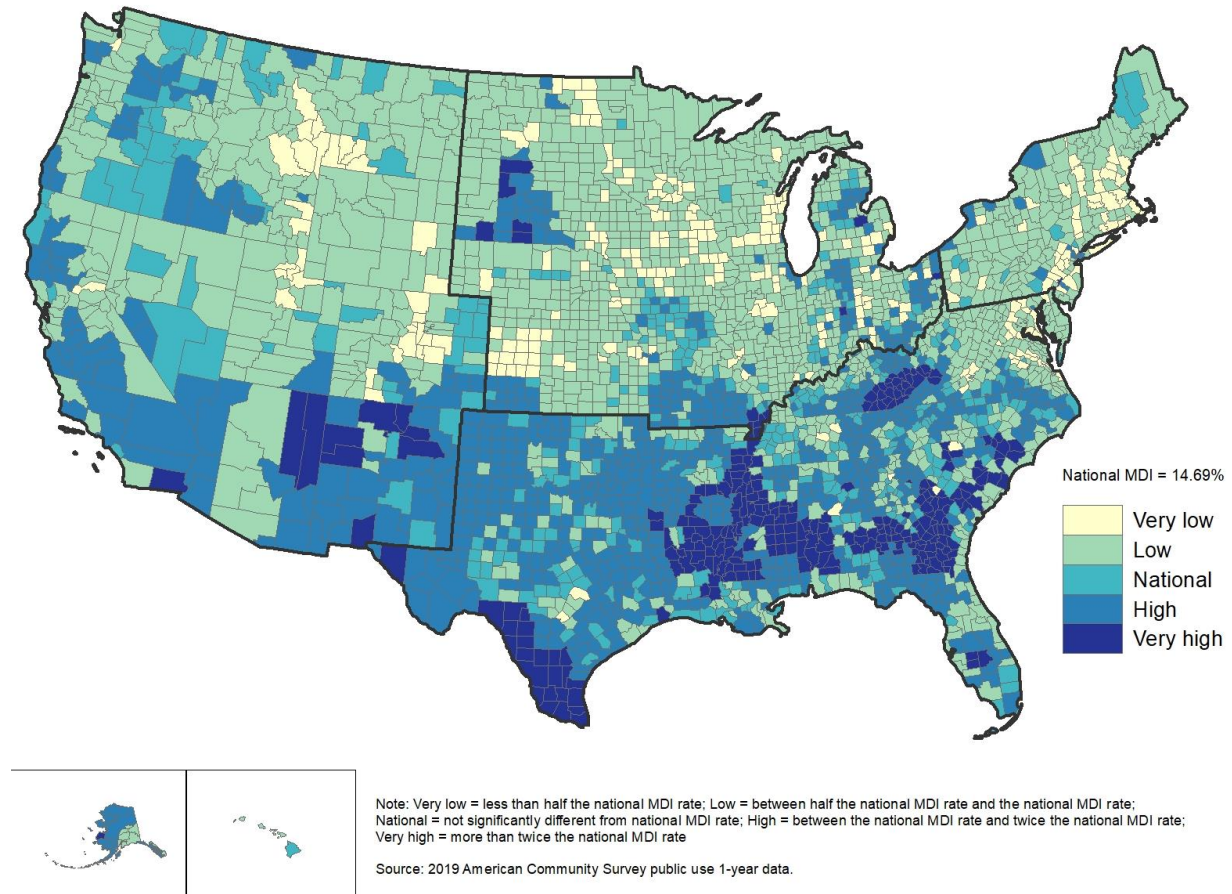 National MDI = 14.69%
Very low
Low
National
High
Very high
Note: Very low = less than half the national MDI rate; Low = between half the national MDI rate and the national MDI rate;
National = not significantly different from national MDI rate; High = between the national MDI rate and twice the national MDI rate;
Very high = more than twice the national MDI rate
Source: 2019 American Community Survey public use 1-year data.